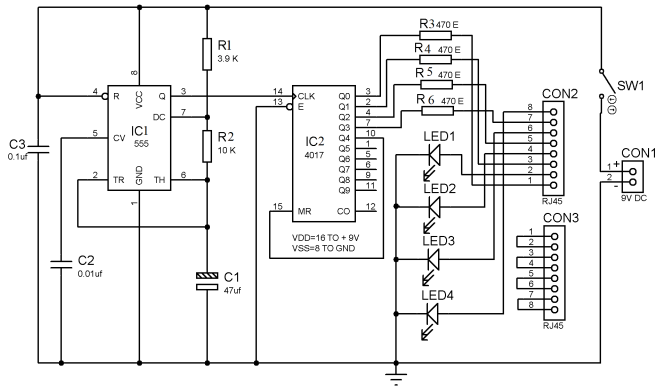 R1
3.9 K
R2
10 K
C3
0.1uf
C2
0.01uf
C1
47uf
IC1
555
VCC
GND
R
Q
DC
CV
TR
TH
8
4
3
7
5
2
6
1
IC2
4017
CLK
E
MR
CO
Q0
Q1
Q2
Q3
Q4
Q5
Q6
Q7
Q8
Q9
14
13
15
3
2
4
7
10
1
5
6
9
11
12
VDD=16 TO + 9V
VSS=8 TO GND
R3 470 E
R4 470 E
R5 470 E
R6 470 E
LED1
LED2
LED3
LED4
CON2
8
7
6
5
4
3
2
1
RJ45
CON3
1
2
3
4
5
6
7
8
RJ45
SW1
CON1
1
+
2
-
9V DC